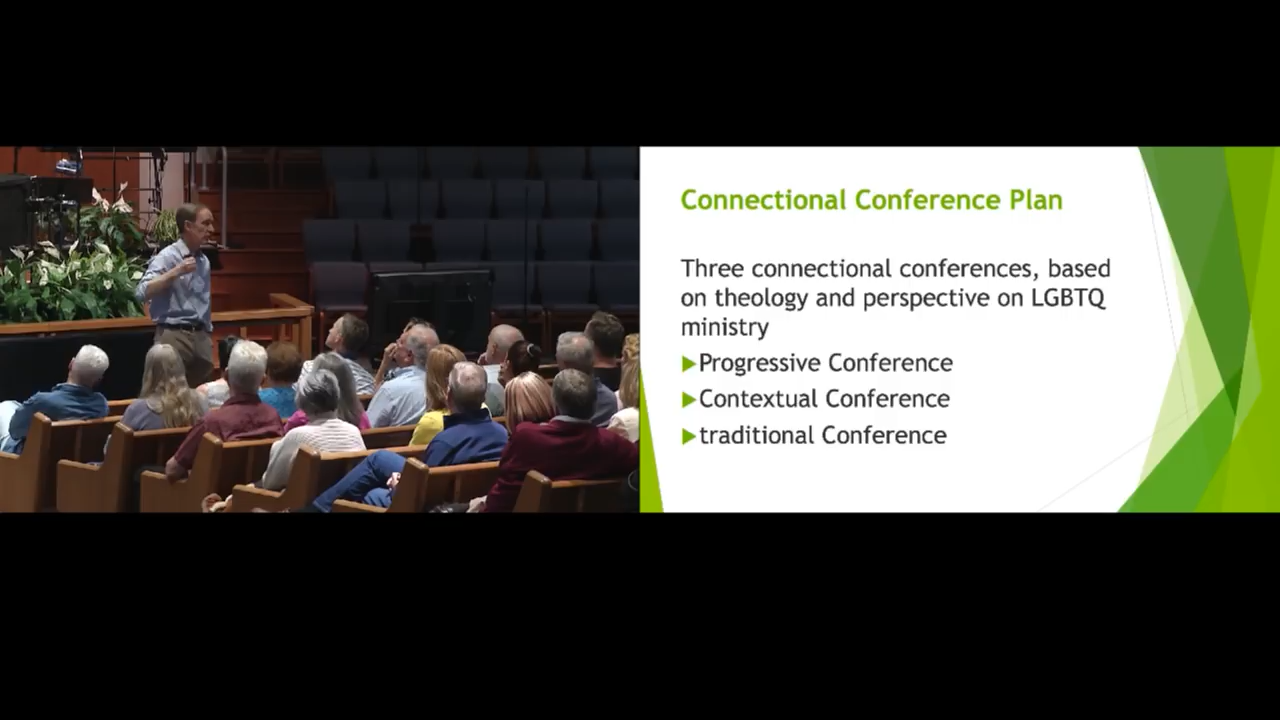 Connectional Conference Plan
Three connectional conferences, based
on theology and perspective on LGBTQ
ministry
Progressive Conference
Contextual Conference
traditional Conference